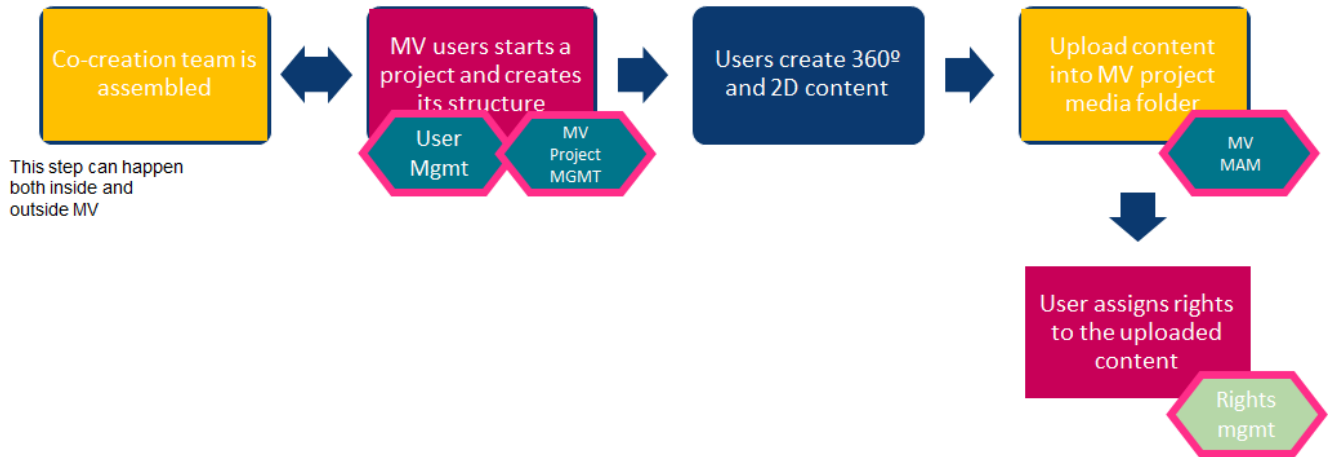 Co-creation team is
assembled
This step can happen
both inside and
outside MV
MV users starts a
project and creates
its structure
User
Mgmt
MV
Project
MGMT
Users create 360º
and 2D content
Upload content
into MV project
media folder
MV
MAM
User assigns rights
to the uploaded
content
Rights
mgmt